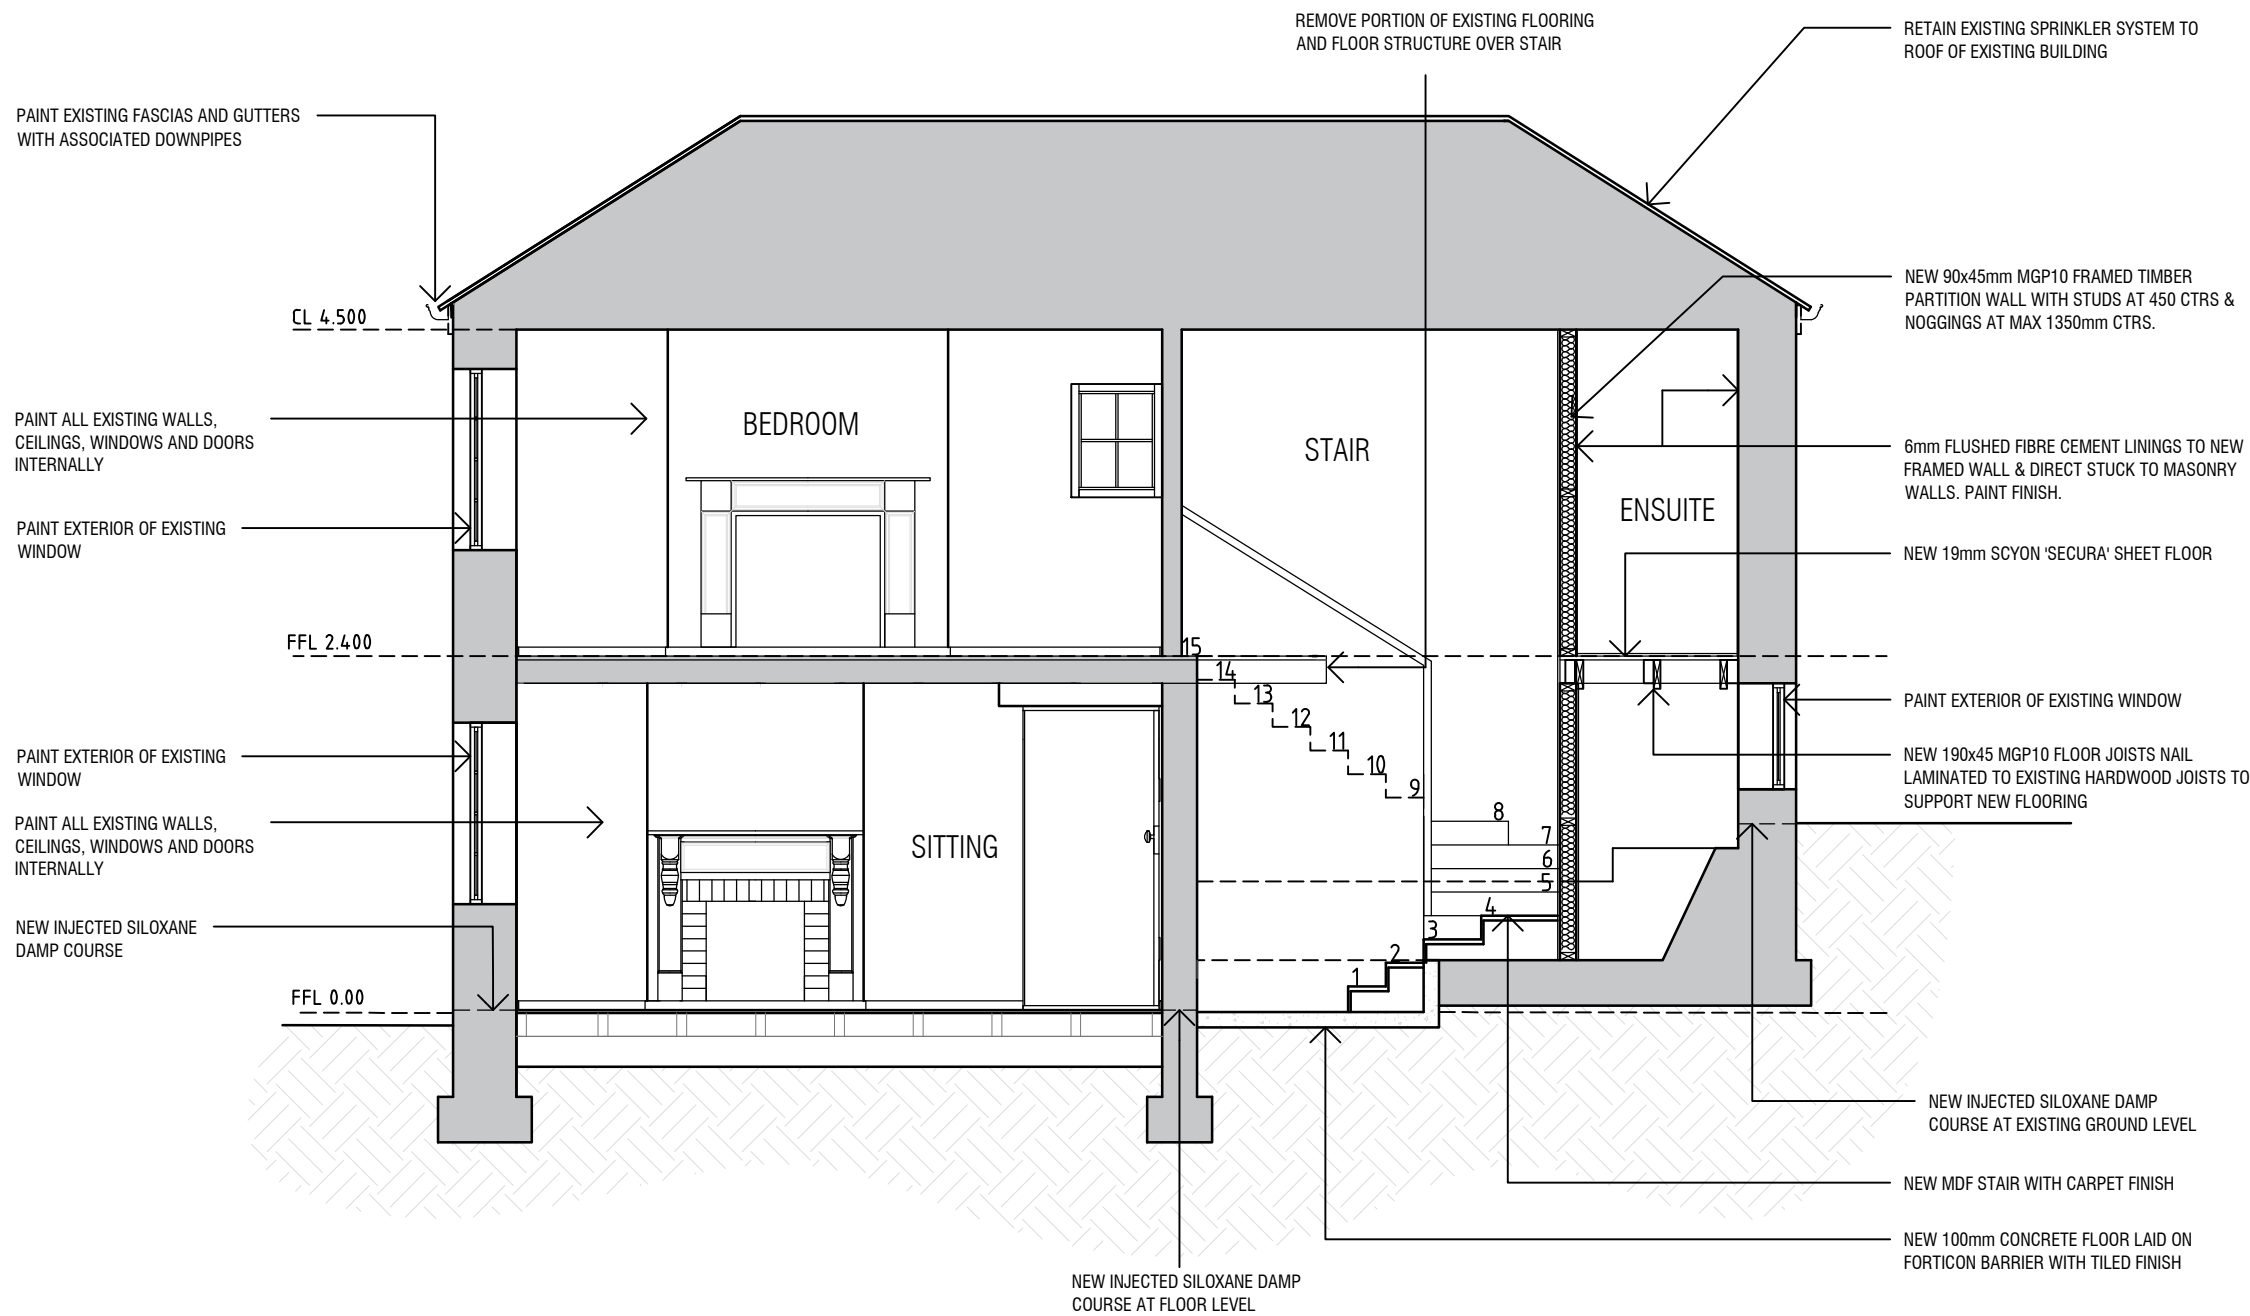 REMOVE PORTION OF EXISTING FLOORING
AND FLOOR STRUCTURE OVER STAIR
RETAIN EXISTING SPRINKLER SYSTEM TO
ROOF OF EXISTING BUILDING
PAINT EXISTING FASCIAS AND GUTTERS
WITH ASSOCIATED DOWNPIPES
NEW 90x45mm MGP10 FRAMED TIMBER
PARTITION WALL WITH STUDS AT 450 CTRS &
NOGGINGS AT MAX 1350mm CTRS.
CL 4.500
PAINT ALL EXISTING WALLS,
CEILINGS, WINDOWS AND DOORS
INTERNALLY
BEDROOM
STAIR
6mm FLUSHED FIBRE CEMENT LININGS TO NEW
FRAMED WALL & DIRECT STUCK TO MASONRY
WALLS. PAINT FINISH.
ENSUITE
PAINT EXTERIOR OF EXISTING
WINDOW
NEW 19mm SCYON 'SECURA' SHEET FLOOR
FFL 2.400
15
14
13
12
11
10
9
8
7
6
5
4
3
2
1
PAINT EXTERIOR OF EXISTING WINDOW
PAINT EXTERIOR OF EXISTING
WINDOW
NEW 190x45 MGP10 FLOOR JOISTS NAIL
LAMINATED TO EXISTING HARDWOOD JOISTS TO
SUPPORT NEW FLOORING
PAINT ALL EXISTING WALLS,
CEILINGS, WINDOWS AND DOORS
INTERNALLY
SITTING
NEW INJECTED SILOXANE
DAMP COURSE
FFL 0.00
NEW INJECTED SILOXANE DAMP
COURSE AT EXISTING GROUND LEVEL
NEW MDF STAIR WITH CARPET FINISH
NEW 100mm CONCRETE FLOOR LAID ON
FORTICON BARRIER WITH TILED FINISH
NEW INJECTED SILOXANE DAMP
COURSE AT FLOOR LEVEL